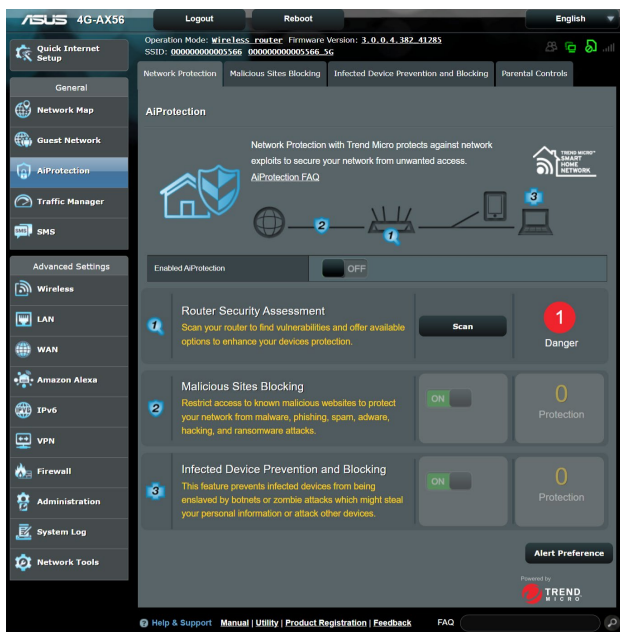 ASUS 4G-AX56 Logout Reboot English
Quick Internet
Setup
Operation Mode: Wireless router Firmware Version: 3.0.0.4.382_41285
SSID: 00000000005566 00000000005566_5G
General
Network Map
Guest Network
AiProtection
Traffic Manager
SMS
SMS
Advanced Settings
Wireless
LAN
WAN
Amazon Alexa
IPv6
VPN
Firewall
Administration
System Log
Network Tools
Network Protection Malicious Sites Blocking Infected Device Prevention and Blocking Parental Controls
AiProtection
Network Protection with Trend Micro protects against network
exploits to secure your network from unwanted access.
AiProtection FAQ
TREND MICRO™
SMART
HOME
NETWORK
3
2
1
Enabled AiProtection OFF
1
Router Security Assessment
Scan your router to find vulnerabilities and offer available
options to enhance your devices protection.
Scan
1
Danger
2
Malicious Sites Blocking
Restrict access to known malicious websites to protect
your network from malware, phishing, spam, adware,
hacking, and ransomware attacks.
ON
0
Protection
3
Infected Device Prevention and Blocking
This feature prevents infected devices from being
enslaved by botnets or zombie attacks which might steal
your personal information or attack other devices.
ON
0
Protection
Alert Preference
Powered by
TREND
MICRO
Help & Support Manual | Utility | Product Registration | Feedback FAQ